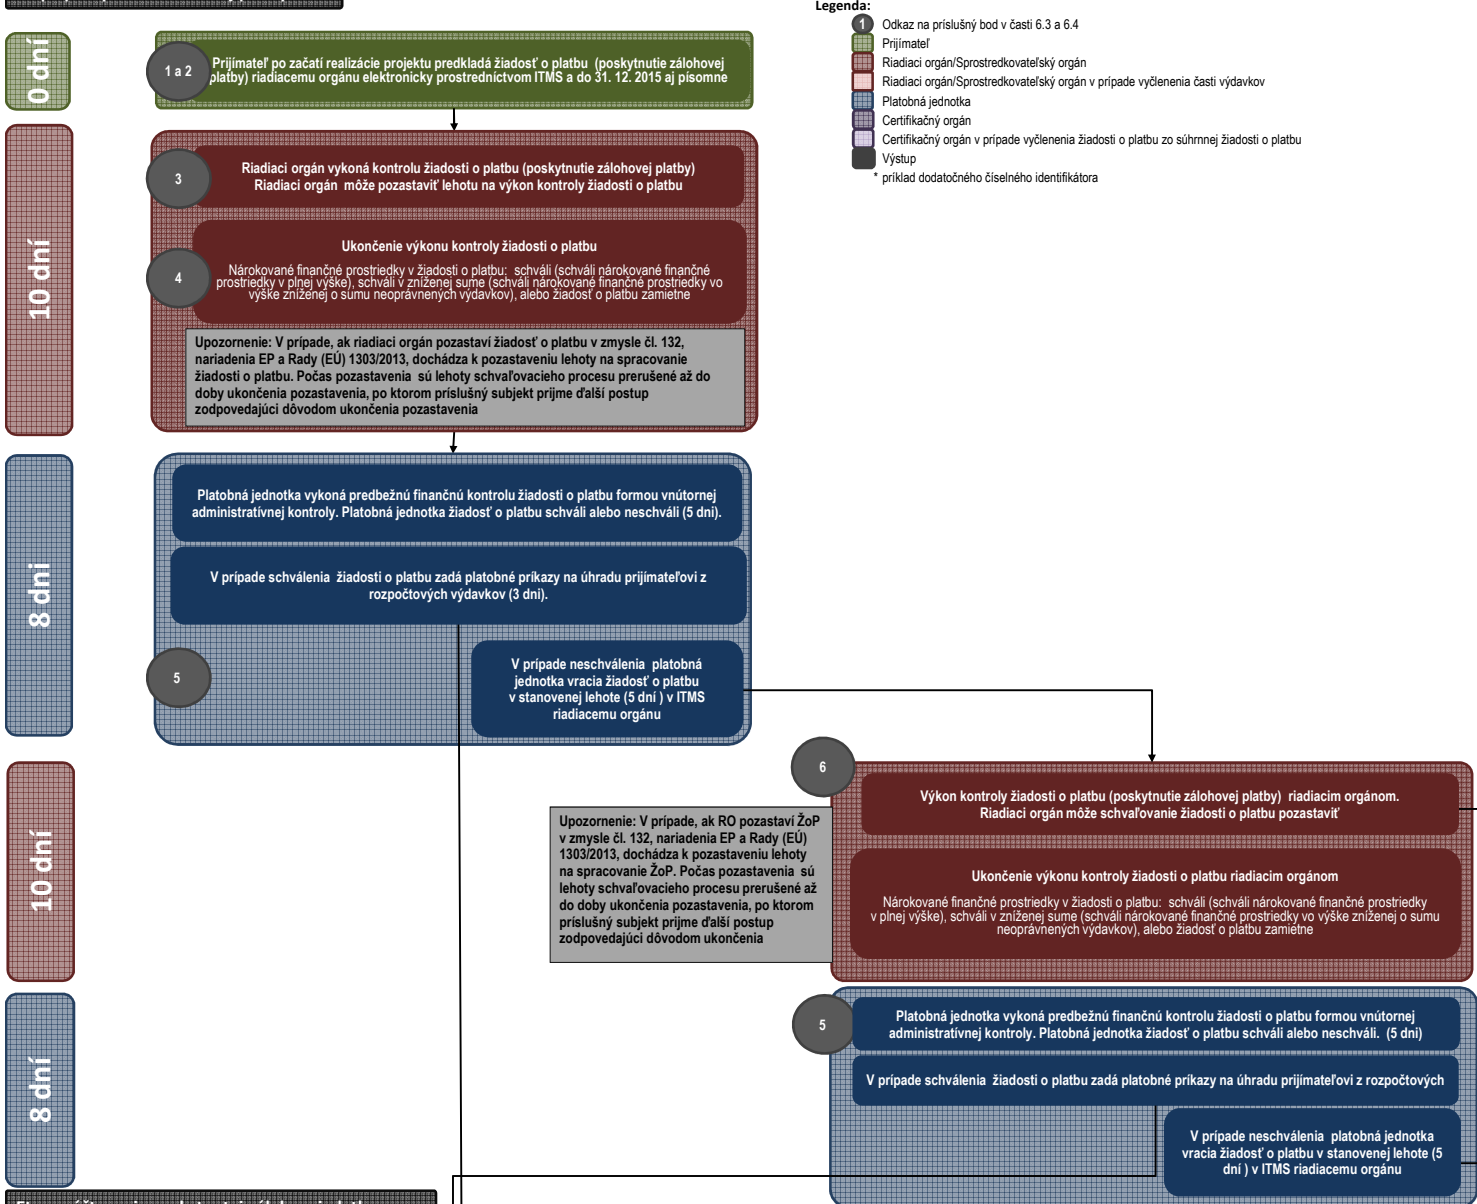 Legenda:
1 Odkaz na príslušný bod v časti 6.3 a 6.4
Prijímateľ
Riadiaci orgán/Sprostredkovateľský orgán
Riadiaci orgán/Sprostredkovateľský orgán v prípade vyčlenenia časti výdavkov
Platobná jednotka
Certifikačný orgán
Certifikačný orgán v prípade vyčlenenia žiadosti o platbu zo súhrnnej žiadosti o platbu
Výstup
* príklad dodatočného číselného identifikátora
0 dní
1 a 2
Prijímateľ po začatí realizácie projektu predkladá žiadosť o platbu (poskytnutie zálohovej
platby) riadiacemu orgánu elektronicky prostredníctvom ITMS a do 31. 12. 2015 aj písomne
10 dní
3
Riadiaci orgán vykoná kontrolu žiadosti o platbu (poskytnutie zálohovej platby)
Riadiaci orgán môže pozastaviť lehotu na výkon kontroly žiadosti o platbu
4
Ukončenie výkonu kontroly žiadosti o platbu
Nárokované finančné prostriedky v žiadosti o platbu: schváli (schváli nárokované finančné
prostriedky v plnej výške), schváli v zníženej sume (schváli nárokované finančné prostriedky vo
výške zníženej o sumu neoprávnených výdavkov), alebo žiadosť o platbu zamietne
Upozornenie: V prípade, ak riadiaci orgán pozastaví žiadosť o platbu v zmysle čl. 132,
nariadenia EP a Rady (EÚ) 1303/2013, dochádza k pozastaveniu lehoty na spracovanie
žiadosti o platbu. Počas pozastavenia sú lehoty schvaľovacieho procesu prerušené až do
doby ukončenia pozastavenia, po ktorom príslušný subjekt prijme ďalší postup
zodpovedajúci dôvodom ukončenia pozastavenia
8 dni
Platobná jednotka vykoná predbežnú finančnú kontrolu žiadosti o platbu formou vnútornej
administratívnej kontroly. Platobná jednotka žiadosť o platbu schváli alebo neschváli (5 dni).
V prípade schválenia žiadosti o platbu zadá platobné príkazy na úhradu prijímateľovi z
rozpočtových výdavkov (3 dni).
5
V prípade neschválenia platobná
jednotka vracia žiadosť o platbu
v stanovenej lehote (5 dní ) v ITMS
riadiacemu orgánu
10 dní
6
Výkon kontroly žiadosti o platbu (poskytnutie zálohovej platby) riadiacim orgánom.
Riadiaci orgán môže schvaľovanie žiadosti o platbu pozastaviť
Upozornenie: V prípade, ak RO pozastaví ŽoP
v zmysle čl. 132, nariadenia EP a Rady (EÚ)
1303/2013, dochádza k pozastaveniu lehoty
na spracovanie ŽoP. Počas pozastavenia sú
lehoty schvaľovacieho procesu prerušené až
do doby ukončenia pozastavenia, po ktorom
príslušný subjekt prijme ďalší postup
zodpovedajúci dôvodom ukončenia
Ukončenie výkonu kontroly žiadosti o platbu riadiacim orgánom
Nárokované finančné prostriedky v žiadosti o platbu: schváli (schváli nárokované finančné prostriedky
v plnej výške), schváli v zníženej sume (schváli nárokované finančné prostriedky vo výške zníženej o sumu
neoprávnených výdavkov), alebo žiadosť o platbu zamietne
8 dní
5
Platobná jednotka vykoná predbežnú finančnú kontrolu žiadosti o platbu formou vnútornej
administratívnej kontroly. Platobná jednotka žiadosť o platbu schváli alebo neschváli. (5 dni)
V prípade schválenia žiadosti o platbu zadá platobné príkazy na úhradu prijímateľovi z rozpočtových
V prípade neschválenia platobná jednotka
vracia žiadosť o platbu v stanovenej lehote (5
dní ) v ITMS riadiacemu orgánu